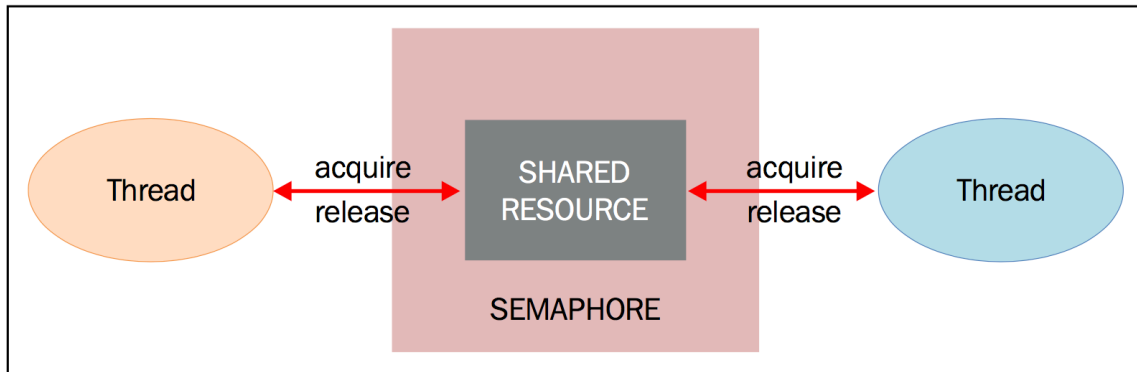 Thread
acquire
release
SHARED
RESOURCE
SEMAPHORE
acquire
release
Thread